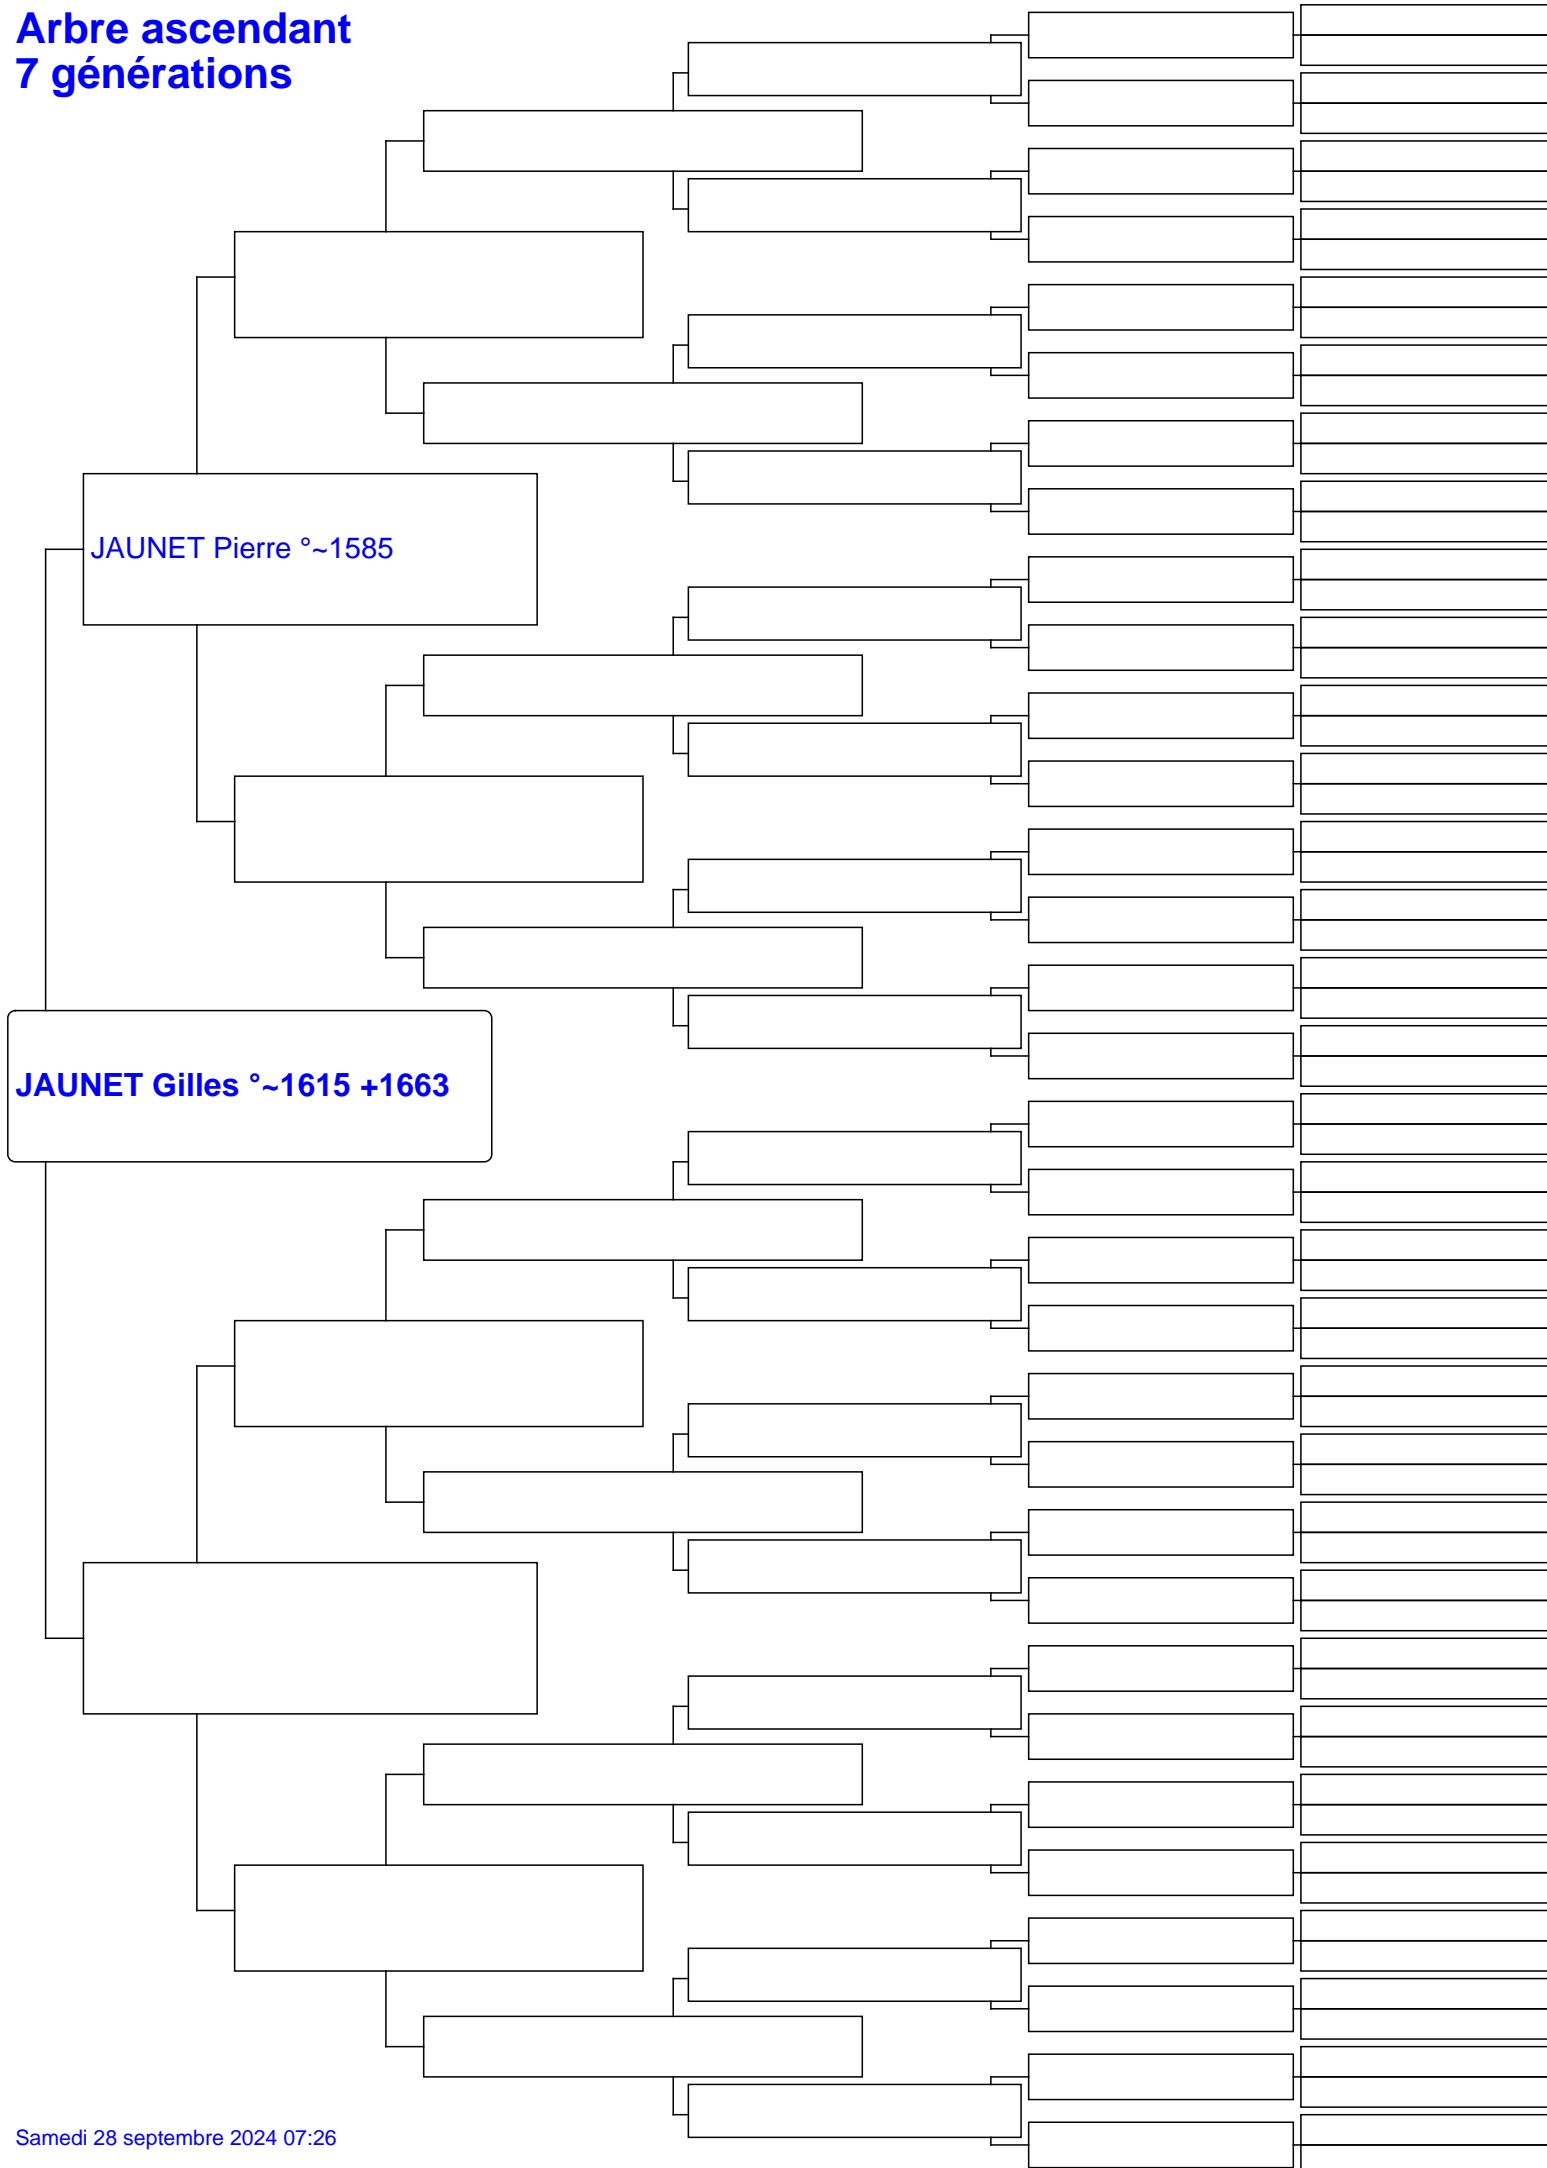 Arbre ascendant
7 générations
JAUNET Pierre °~1585
JAUNET Gilles °~1615 +1663
Samedi 28 septembre 2024 07:26